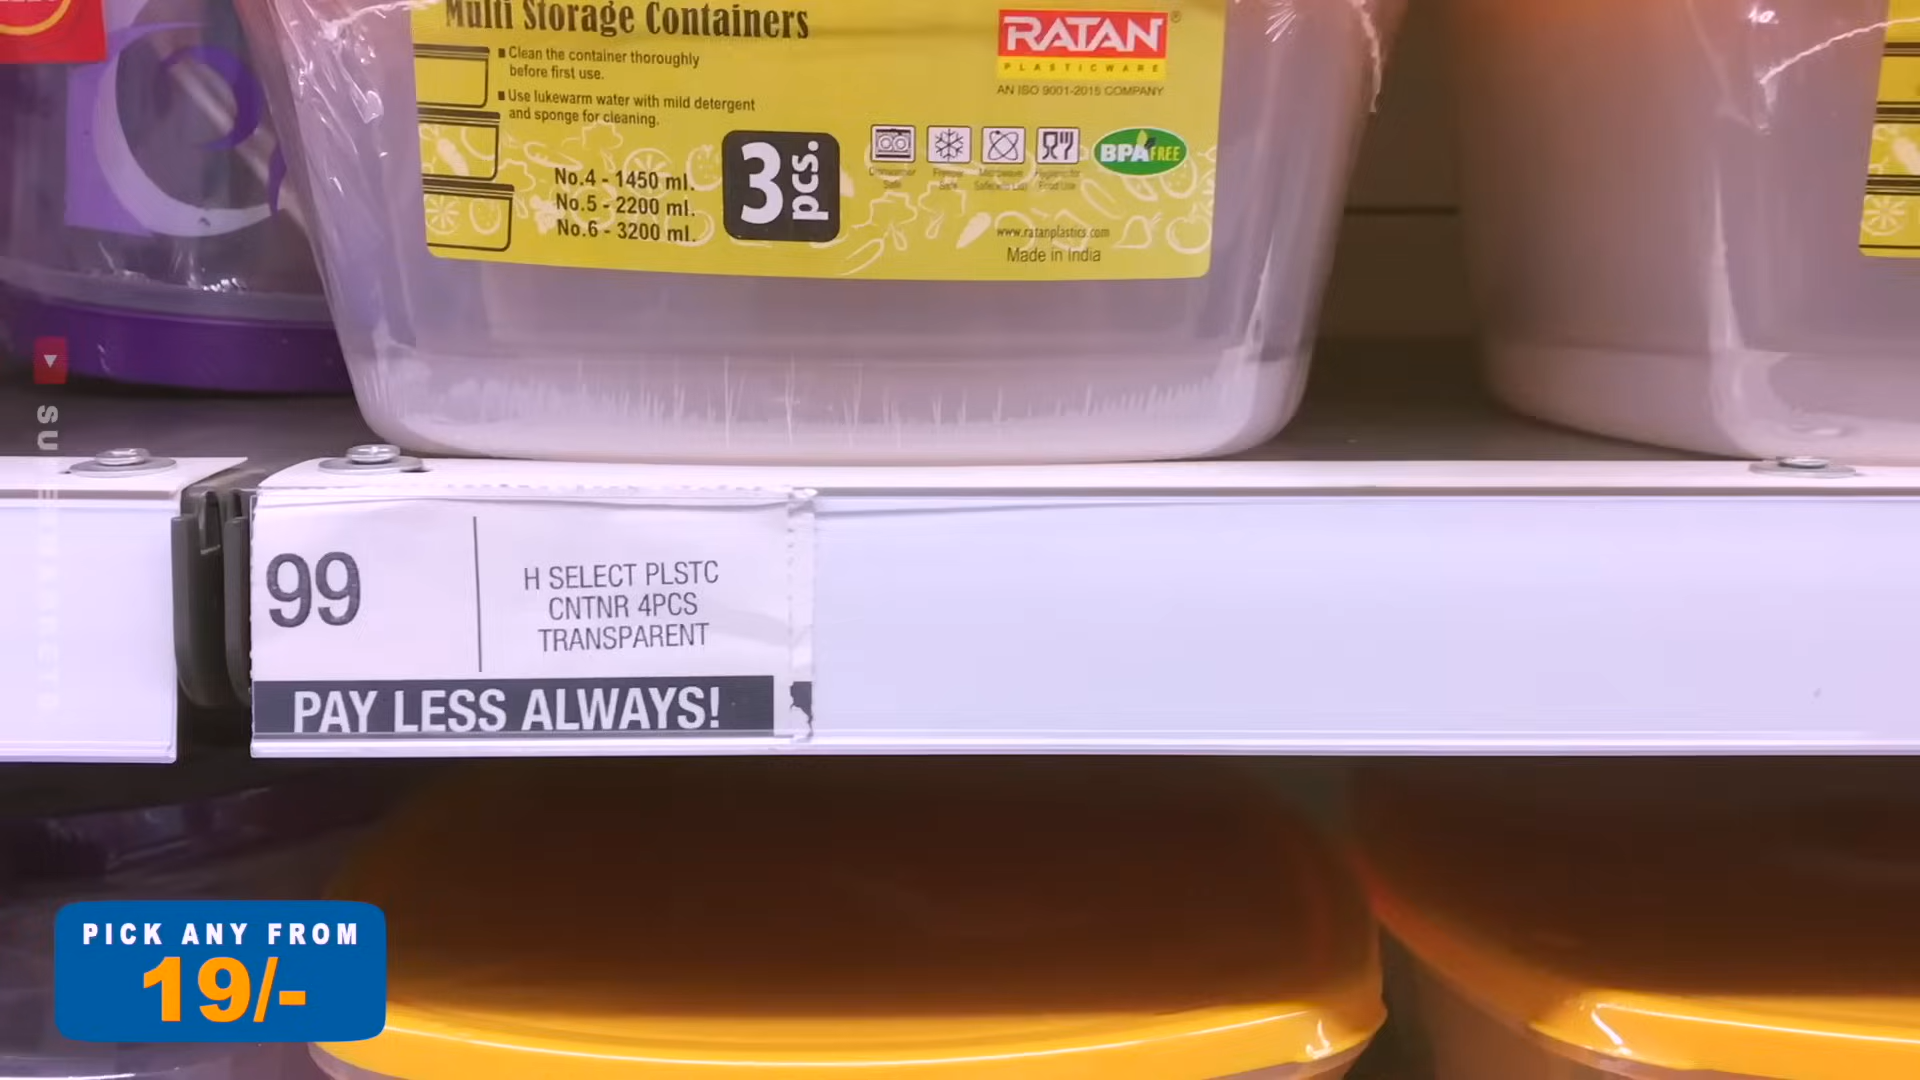 Multi Storage Containers
Clean the container thoroughly
before first use.
Use lukewarm water with mild detergent
and sponge for cleaning.
No.4 - 1450 ml.
No.5 - 2200 ml.
No.6 - 3200 ml.
3 pcs.
RATAN
PLASTICWARE
AN ISO 9001-2015 COMPANY
BPA FREE
www.ratanplastics.com
Made in India
SU
99
H SELECT PLSTC
CNTNR 4PCS
TRANSPARENT
PAY LESS ALWAYS!
PICK ANY FROM
19/-